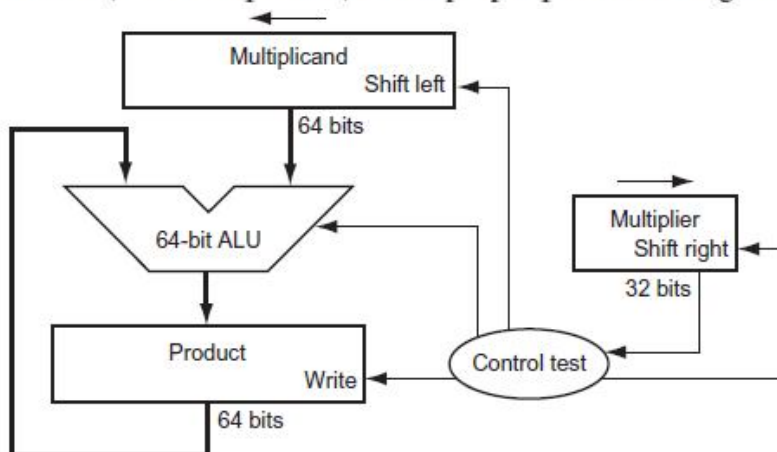 Multiplicand
Shift left
64 bits
64-bit ALU
Multiplier
Shift right
32 bits
Product
Write
Control test
64 bits